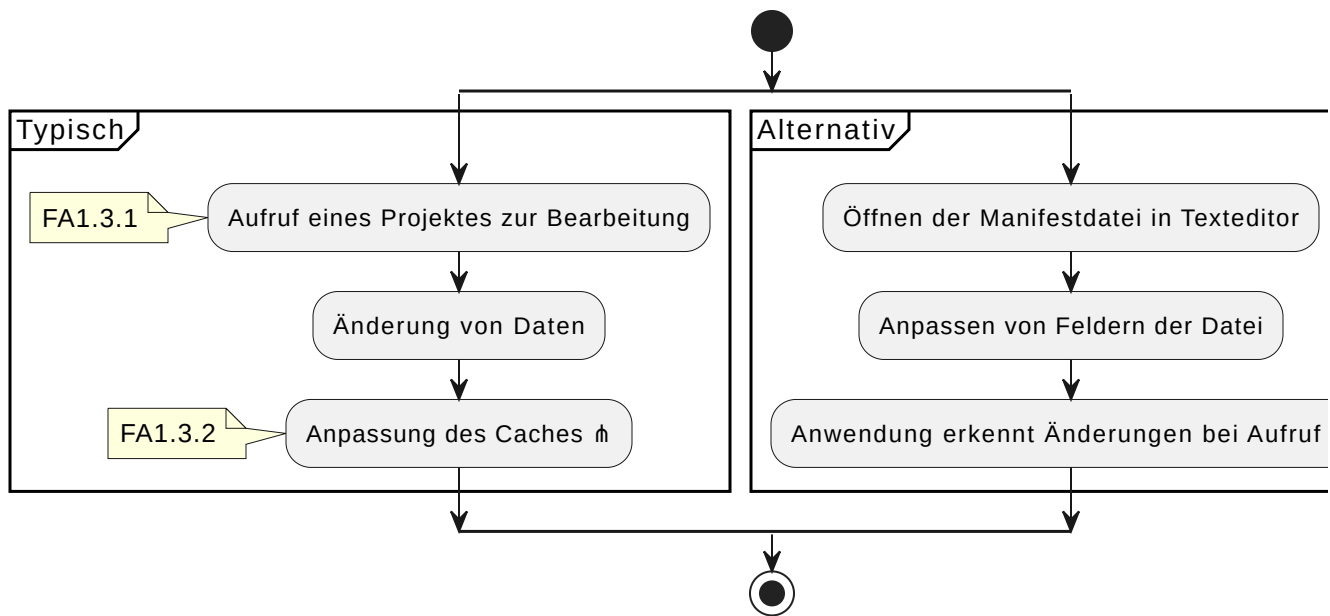 Typisch
FA1.3.1
Aufruf eines Projektes zur Bearbeitung
Änderung von Daten
FA1.3.2
Anpassung des Caches ⋔
Alternativ
Öffnen der Manifestdatei in Texteditor
Anpassen von Feldern der Datei
Anwendung erkennt Änderungen bei Aufruf